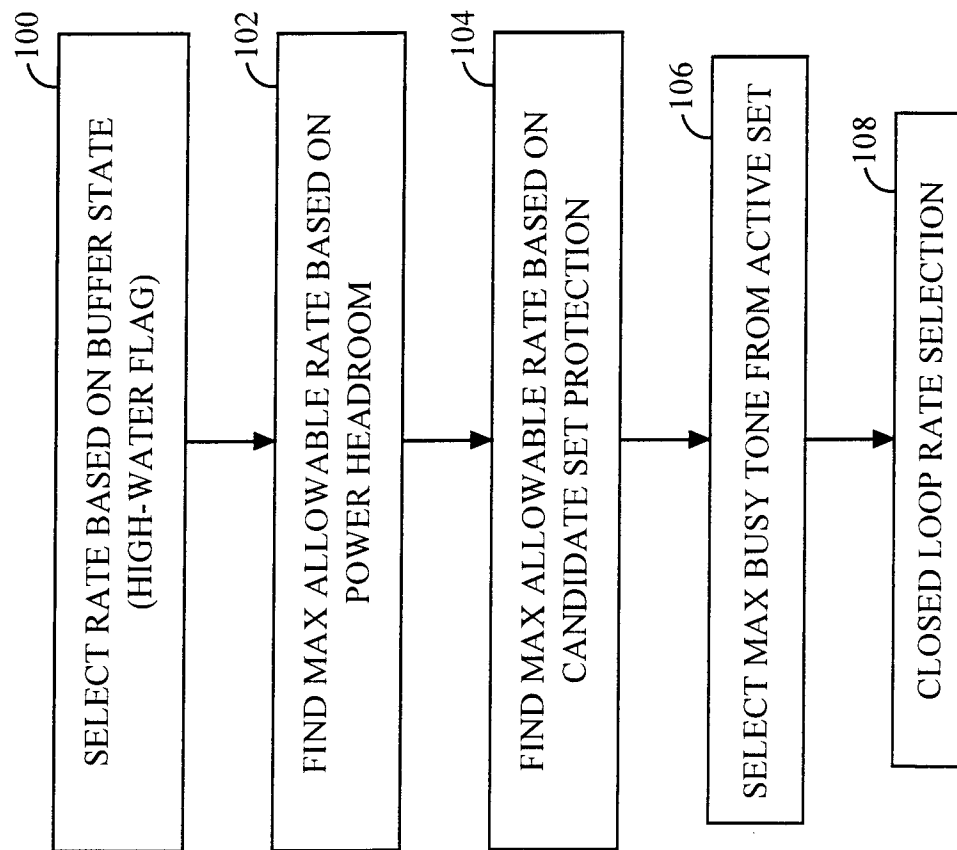 100
SELECT RATE BASED ON BUFFER STATE
(HIGH-WATER FLAG)
102
FIND MAX ALLOWABLE RATE BASED ON
POWER HEADROOM
104
FIND MAX ALLOWABLE RATE BASED ON
CANDIDATE SET PROTECTION
106
SELECT MAX BUSY TONE FROM ACTIVE SET
108
CLOSED LOOP RATE SELECTION